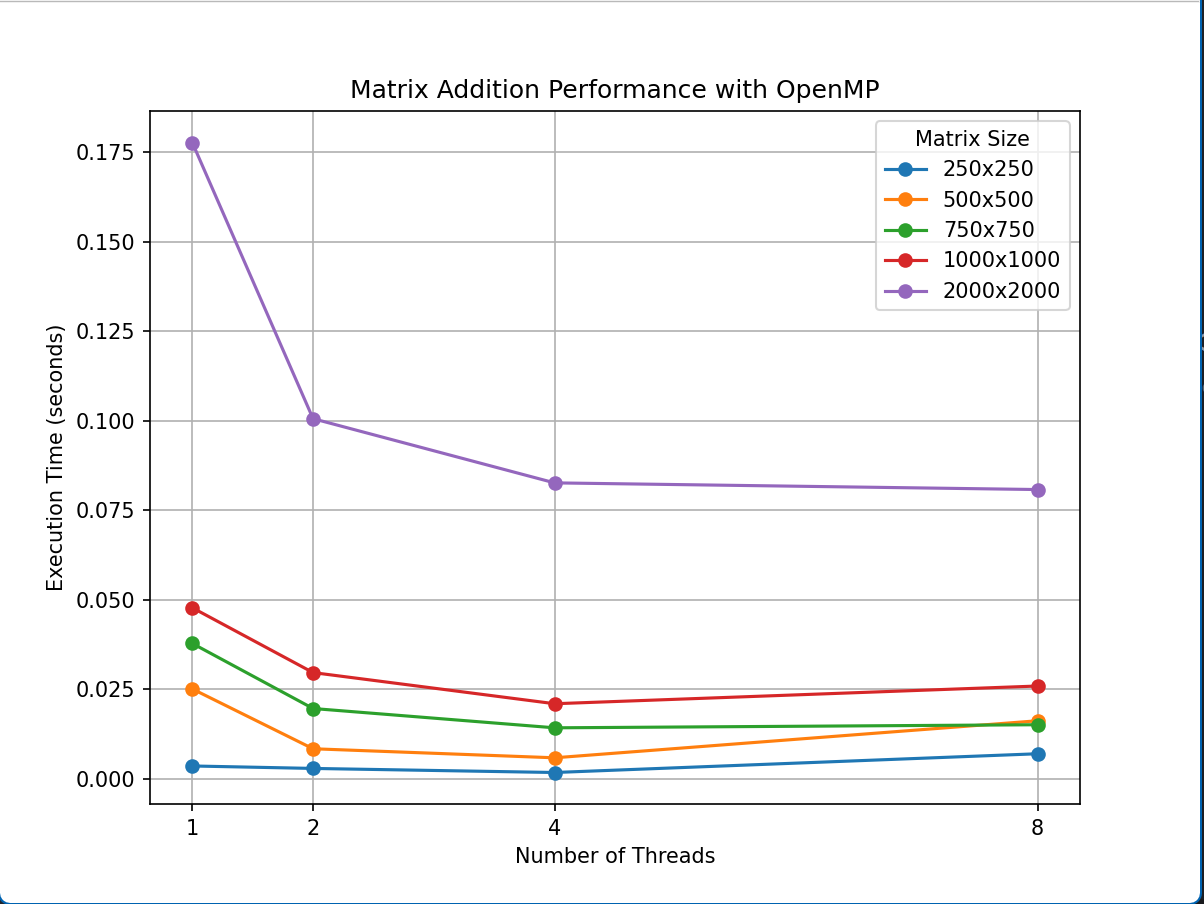 Matrix Addition Performance with OpenMP
Matrix Size
250x250
500x500
750x750
1000x1000
2000x2000
Execution Time (seconds)
0.175
0.150
0.125
0.100
0.075
0.050
0.025
0.000
1 2 4 8
Number of Threads